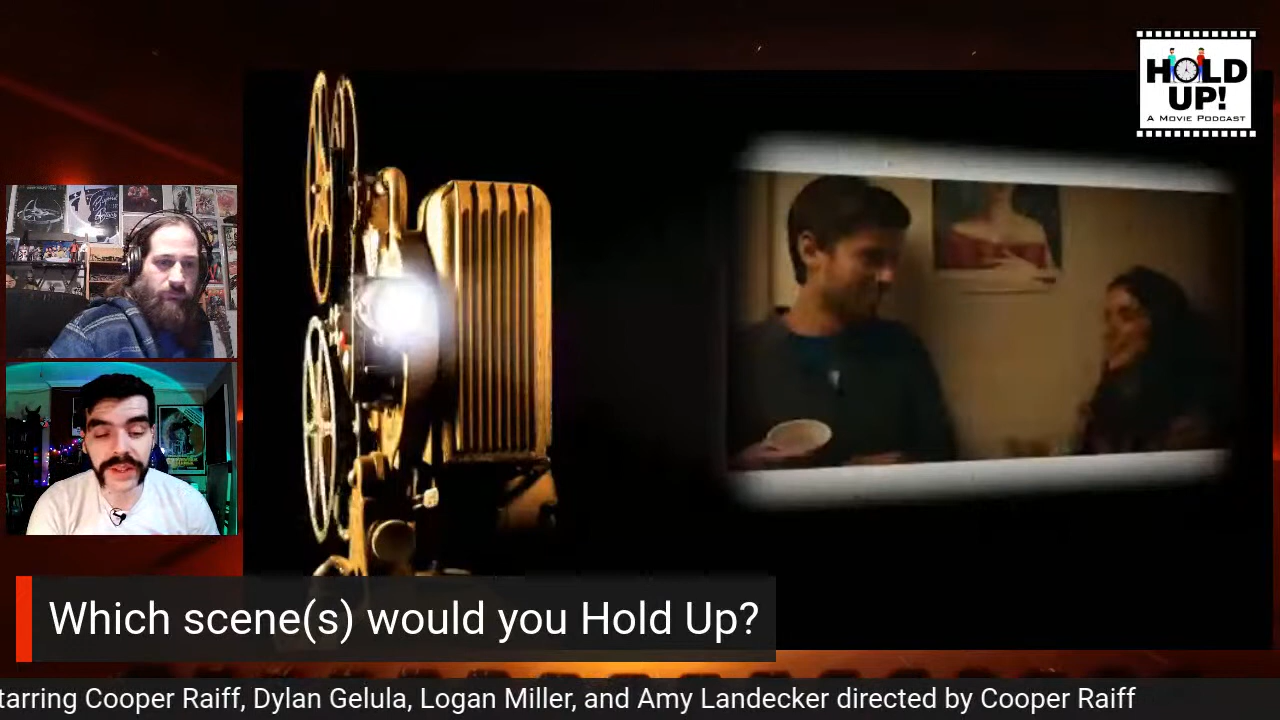 HOLD
UP!
A MOVIE PODCAST
Which scene(s) would you Hold Up?
tarring Cooper Raiff, Dylan Gelula, Logan Miller, and Amy Landecker directed by Cooper Raiff